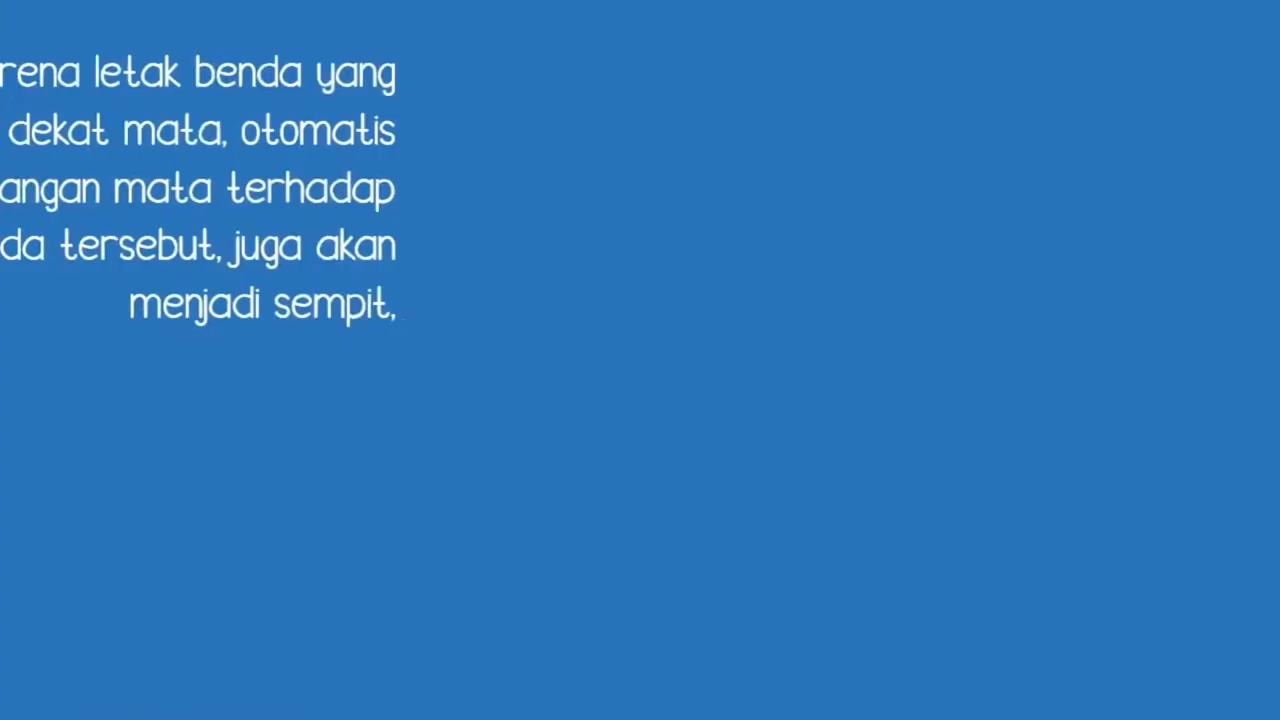 rena letak benda yang
dekat mata, otomatis
angan mata terhadap
da tersebut, juga akan
menjadi sempit,